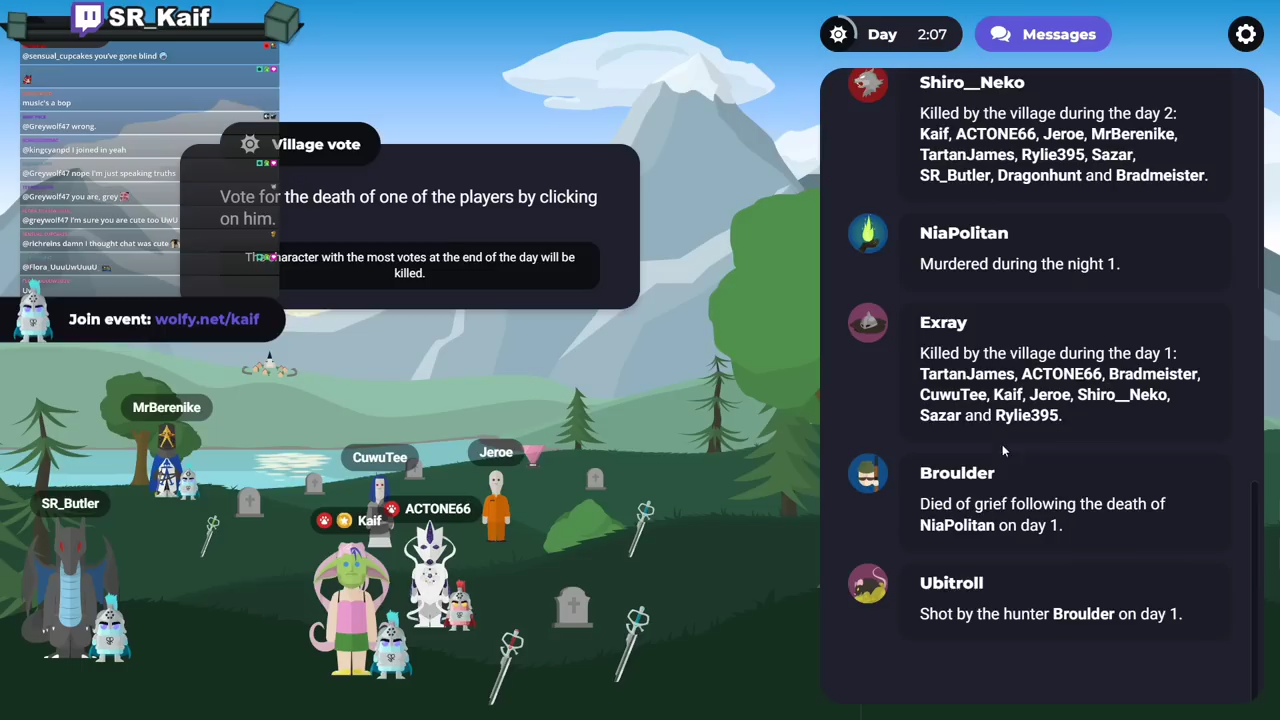 SR_Kaif
@sensual_cupcakes you've gone blind
music's a bop
@Greywolf47 wrong.
@kingcyanpd I joined in yeah
@Greywolf47 nope I'm just speaking truths
@Greywolf47 you are, grey
@greywolf47 I'm sure you are cute too UwU
@richreins damn I thought chat was cute
@Flora_UuuUwUuuU
Village vote
Vote for the death of one of the players by clicking
on him.
The character with the most votes at the end of the day will be
killed.
Join event: wolfy.net/kaif
MrBerenike
SR_Butler
CuwuTee
Jeroe
Kaif
ACTONE66
Day 2:07
Messages
Shiro__Neko
Killed by the village during the day 2:
Kaif, ACTONE66, Jeroe, MrBerenike,
TartanJames, Rylie395, Sazar,
SR_Butler, Dragonhunt and Bradmeister.
NiaPolitan
Murdered during the night 1.
Exray
Killed by the village during the day 1:
TartanJames, ACTONE66, Bradmeister,
CuwuTee, Kaif, Jeroe, Shiro__Neko,
Sazar and Rylie395.
Broulder
Died of grief following the death of
NiaPolitan on day 1.
Ubitroll
Shot by the hunter Broulder on day 1.